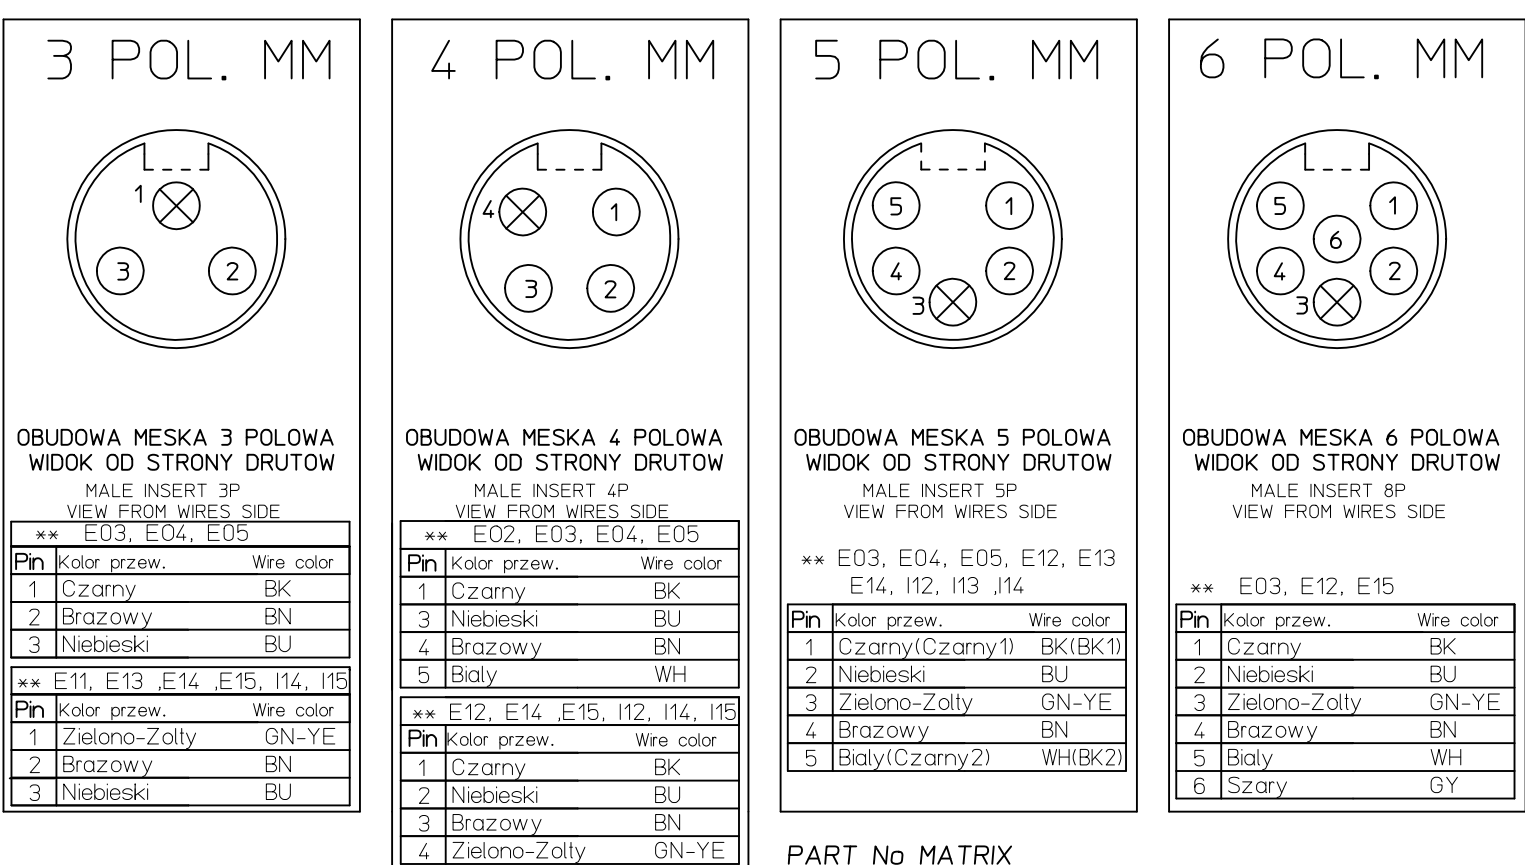 3 POL. MM
1
3
2
OBUDOWA MESKA 3 POLOWA
WIDOK OD STRONY DRUTOW
MALE INSERT 3P
VIEW FROM WIRES SIDE
** E03, E04, E05
Pin Kolor przew. Wire color
1 Czarny BK
2 Brazowy BN
3 Niebieski BU
** E11, E13 ,E14 ,E15, I14, I15
Pin Kolor przew. Wire color
1 Zielono-Zolty GN-YE
2 Brazowy BN
3 Niebieski BU
4 POL. MM
4
1
3
2
OBUDOWA MESKA 4 POLOWA
WIDOK OD STRONY DRUTOW
MALE INSERT 4P
VIEW FROM WIRES SIDE
** E02, E03, E04, E05
Pin Kolor przew. Wire color
1 Czarny BK
3 Niebieski BU
4 Brazowy BN
5 Bialy WH
** E12, E14 ,E15, I12, I14, I15
Pin Kolor przew. Wire color
1 Czarny BK
2 Niebieski BU
3 Brazowy BN
4 Zielono-Zolty GN-YE
5 POL. MM
5
1
4
2
3
OBUDOWA MESKA 5 POLOWA
WIDOK OD STRONY DRUTOW
MALE INSERT 5P
VIEW FROM WIRES SIDE
** E03, E04, E05, E12, E13
E14, I12, I13 ,I14
Pin Kolor przew. Wire color
1 Czarny(Czarny1) BK(BK1)
2 Niebieski BU
3 Zielono-Zolty GN-YE
4 Brazowy BN
5 Bialy(Czarny2) WH(BK2)
PART No MATRIX
6 POL. MM
5
1
6
4
2
3
OBUDOWA MESKA 6 POLOWA
WIDOK OD STRONY DRUTOW
MALE INSERT 8P
VIEW FROM WIRES SIDE
** E03, E12, E15
Pin Kolor przew. Wire color
1 Czarny BK
2 Niebieski BU
3 Zielono-Zolty GN-YE
4 Brazowy BN
5 Bialy WH
6 Szary GY